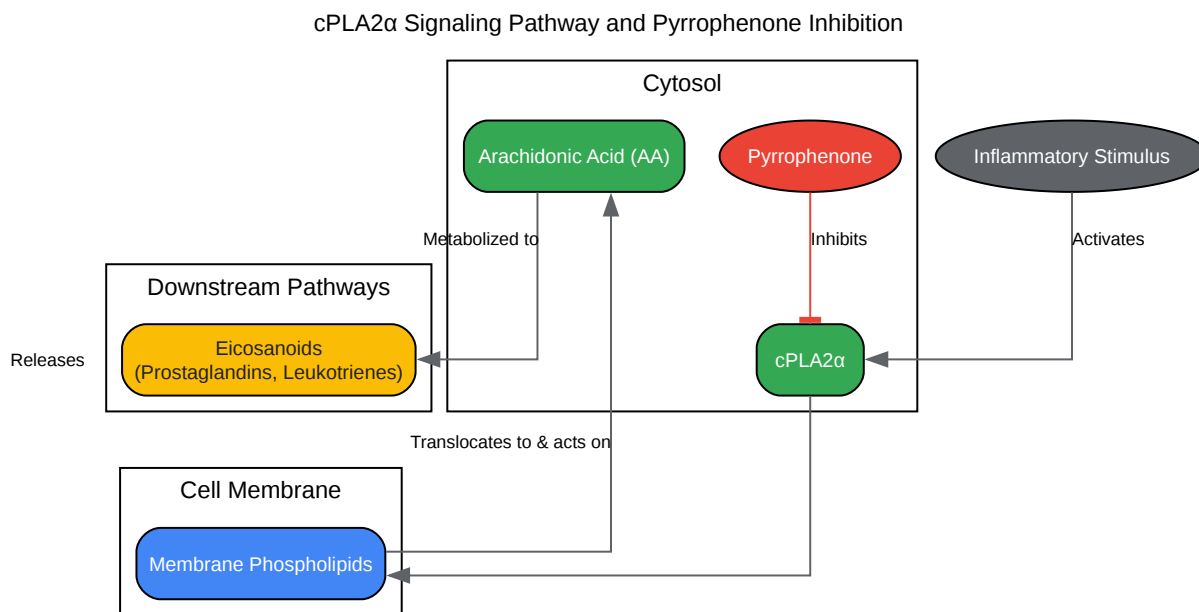 cPLA2α Signaling Pathway and Pyrrophenone Inhibition
Cytosol
Arachidonic Acid (AA)
Pyrrophenone
Inflammatory Stimulus
Metabolized to
Inhibits
Activates
Downstream Pathways
Eicosanoids
(Prostaglandins, Leukotrienes)
Releases
cPLA2α
Translocates to & acts on
Cell Membrane
Membrane Phospholipids